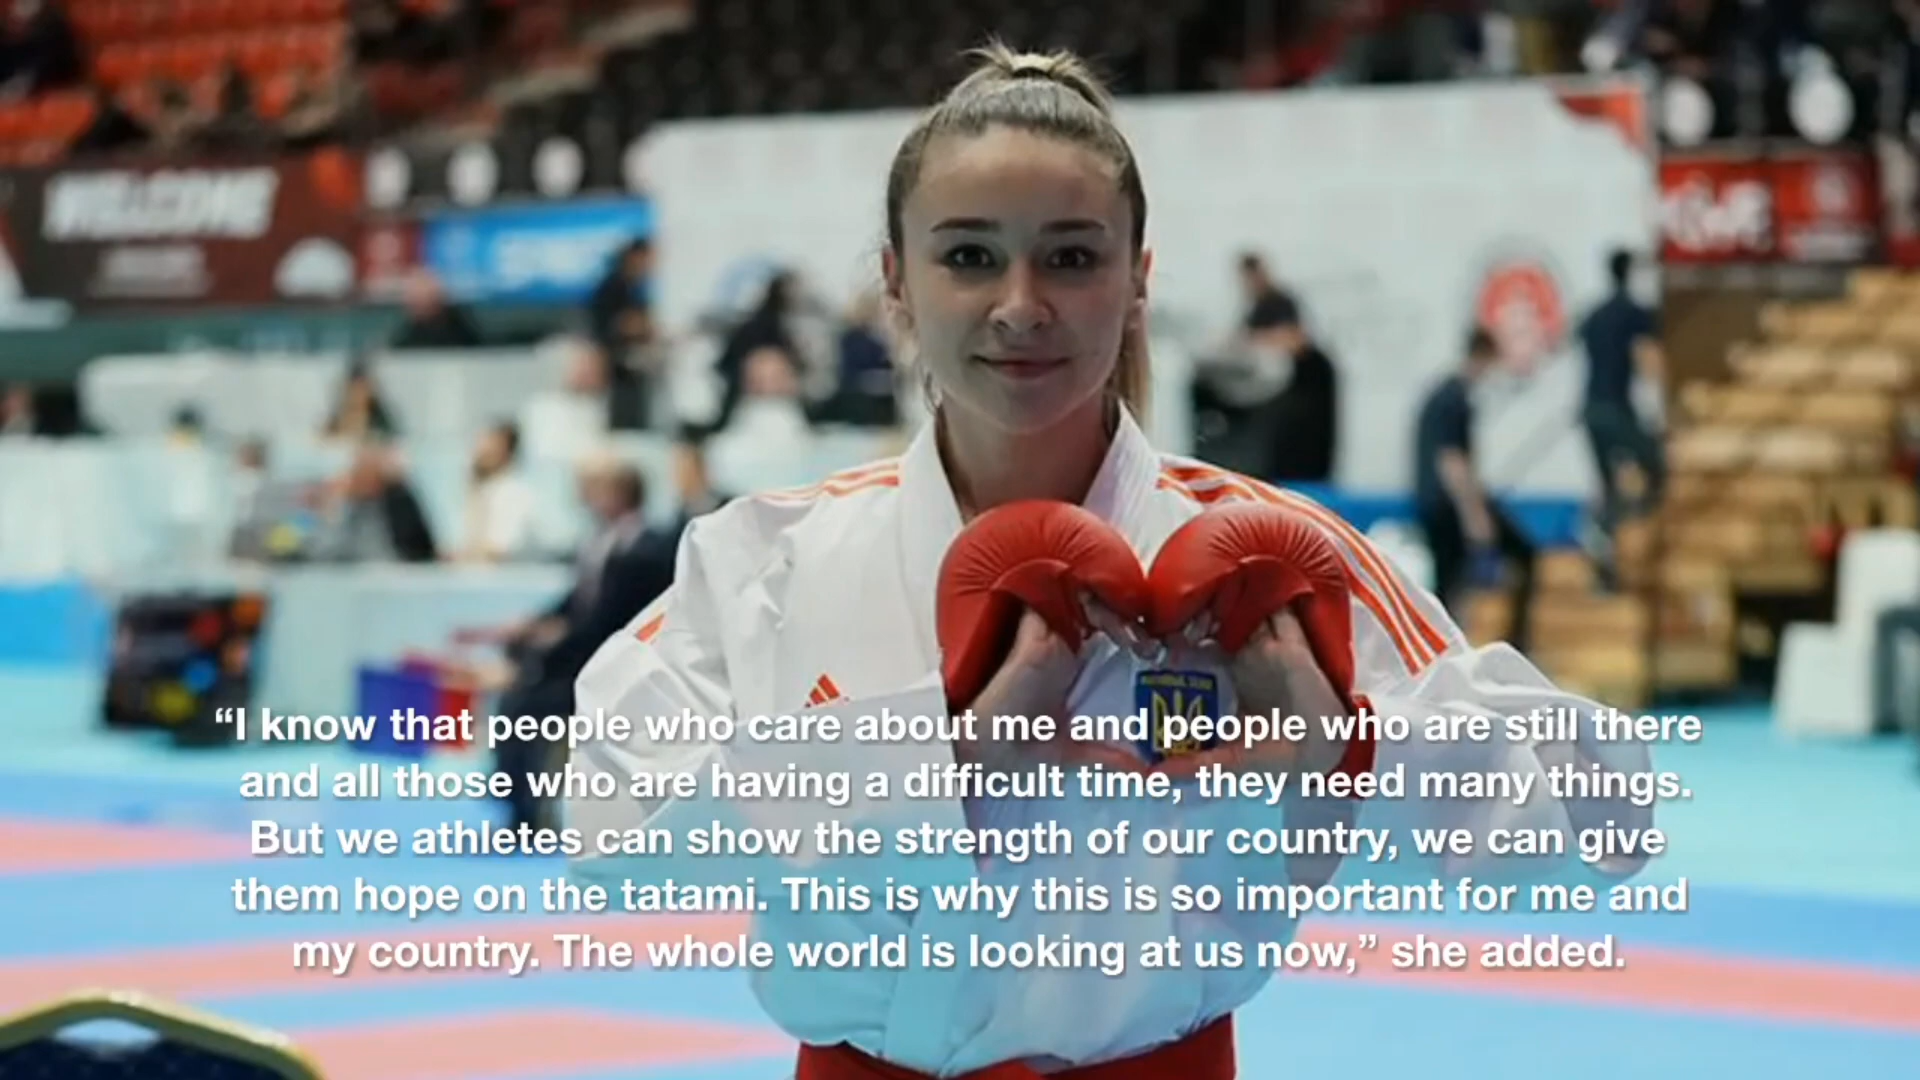 WELCOME
“I know that people who care about me and people who are still there
and all those who are having a difficult time, they need many things.
But we athletes can show the strength of our country, we can give
them hope on the tatami. This is why this is so important for me and
my country. The whole world is looking at us now,” she added.